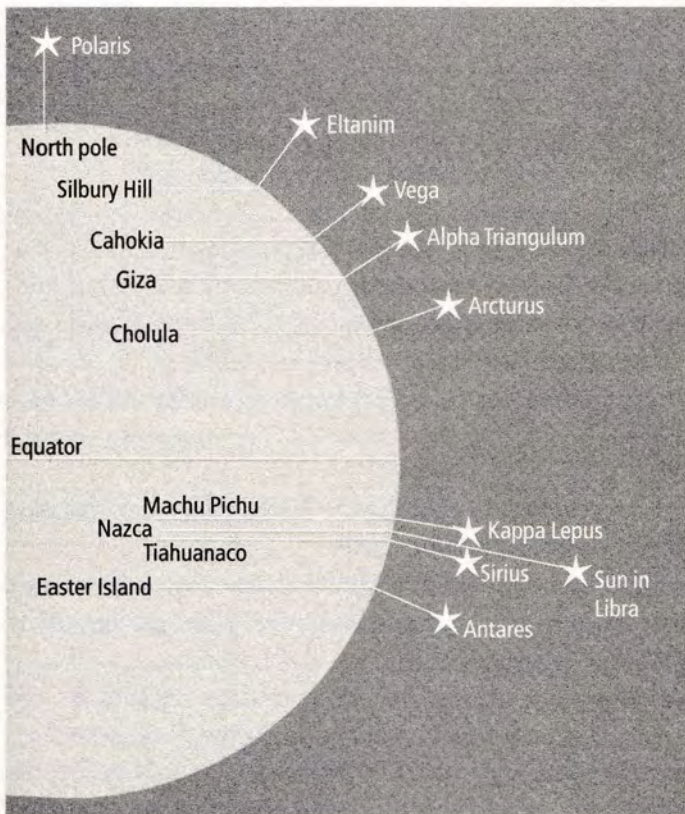 Polaris
Eltanim
North pole
Silbury Hill
Vega
Cahokia
Alpha Triangulum
Giza
Arcturus
Cholula
Equator
Machu Pichu
Nazca
Kappa Lepus
Tiahuanaco
Sirius
Sun in
Libra
Easter Island
Antares